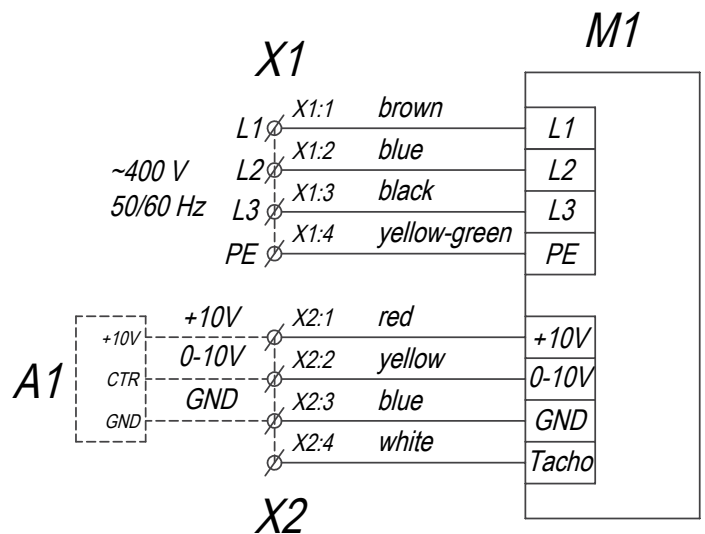 M1
X1
L1 X1:1 brown L1
L2 X1:2 blue L2
~400 V
50/60 Hz
L3 X1:3 black L3
PE X1:4 yellow-green PE
+10V +10V X2:1 red +10V
A1 CTR 0-10V X2:2 yellow 0-10V
GND GND X2:3 blue GND
X2:4 white Tacho
X2